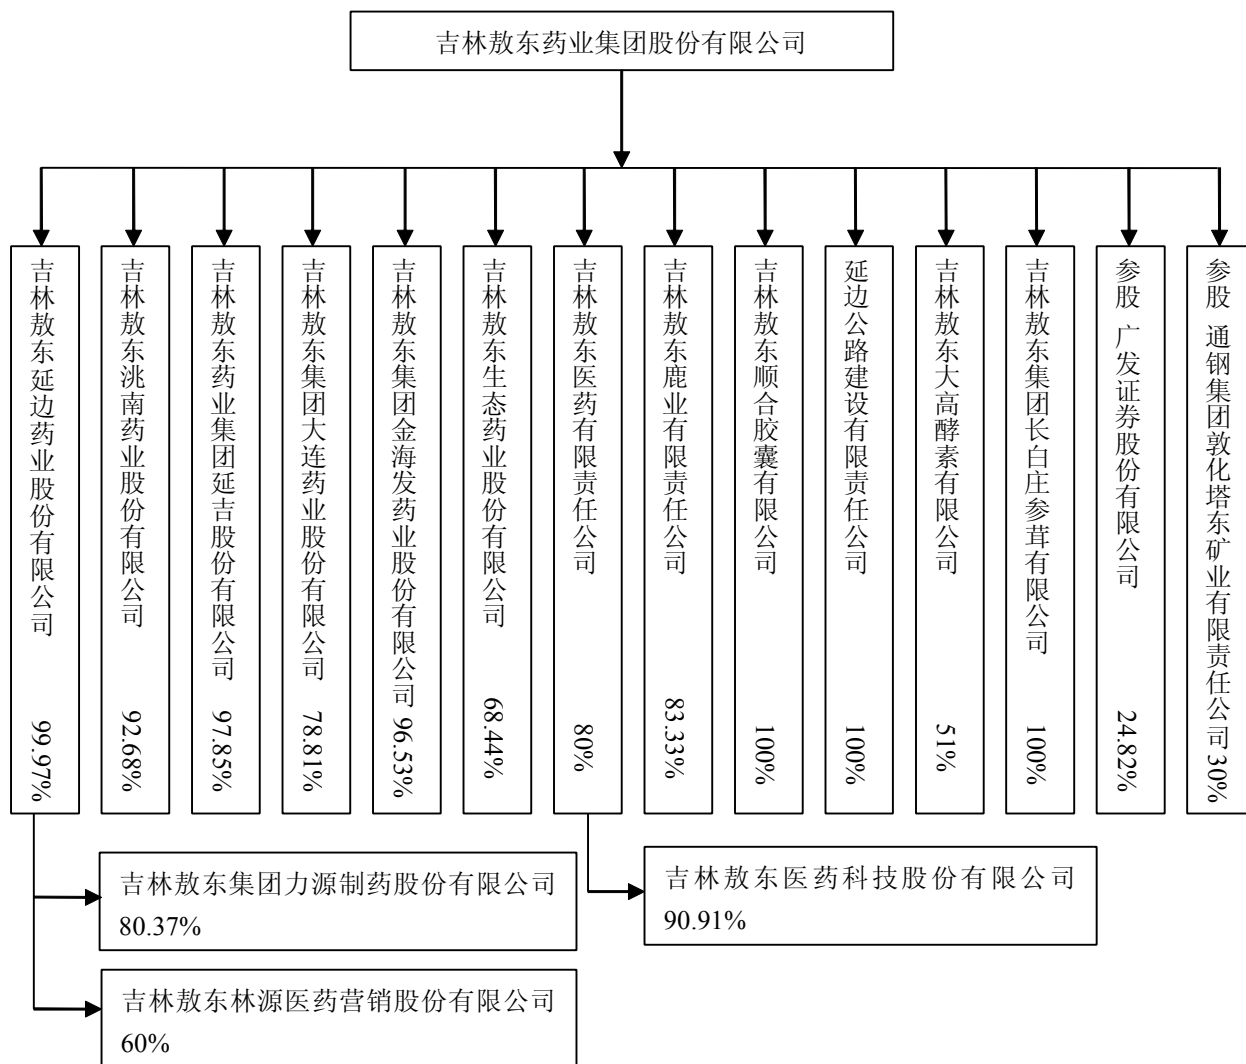 吉林敖东药业集团股份有限公司
吉林敖东延边药业股份有限公司 99.97%
吉林敖东洮南药业股份有限公司 92.68%
吉林敖东药业集团延吉股份有限公司 97.85%
吉林敖东集团大连药业股份有限公司 78.81%
吉林敖东集团金海发药业股份有限公司 96.53%
吉林敖东生态药业股份有限公司 68.44%
吉林敖东医药有限责任公司 80%
吉林敖东鹿业有限责任公司 83.33%
吉林敖东顺合胶囊有限公司 100%
延边公路建设有限责任公司 100%
吉林敖东大高酵素有限公司 51%
吉林敖东集团长白庄参茸有限公司 100%
参股 广发证券股份有限公司 24.82%
参股 通钢集团敦化塔东矿业有限责任公司 30%
吉林敖东集团力源制药股份有限公司
80.37%
吉林敖东医药科技股份有限公司
90.91%
吉林敖东林源医药营销股份有限公司
60%